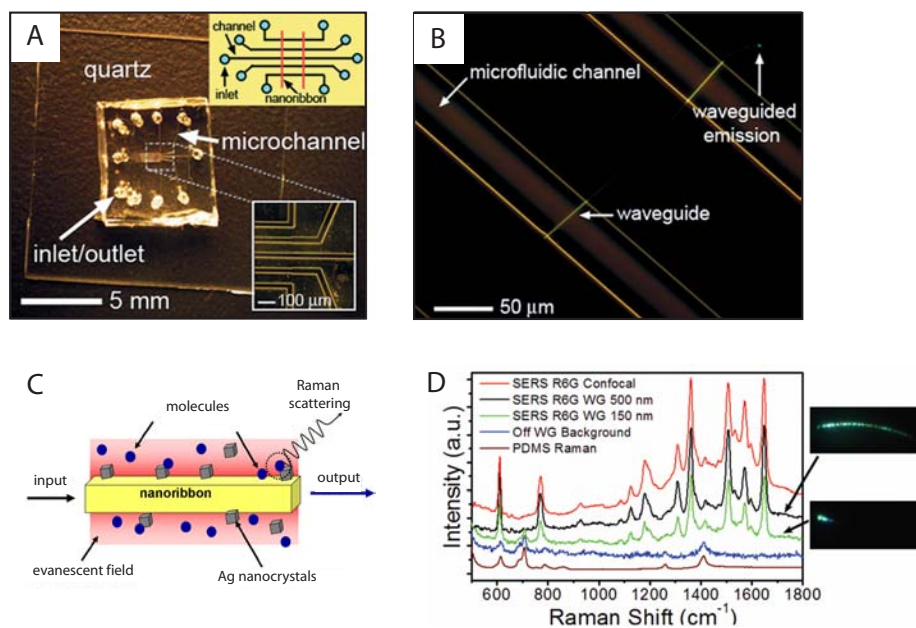 A
quartz
channel
inlet
nanoribbon
microchannel
inlet/outlet
5 mm
100 μm
B
microfluidic channel
waveguided
emission
waveguide
50 μm
C
molecules
Raman
scattering
input
nanoribbon
output
evanescent field
Ag nanocrystals
D
SERS R6G Confocal
SERS R6G WG 500 nm
SERS R6G WG 150 nm
Off WG Background
PDMS Raman
Intensity (a.u.)
600 800 1000 1200 1400 1600 1800
Raman Shift (cm⁻¹)